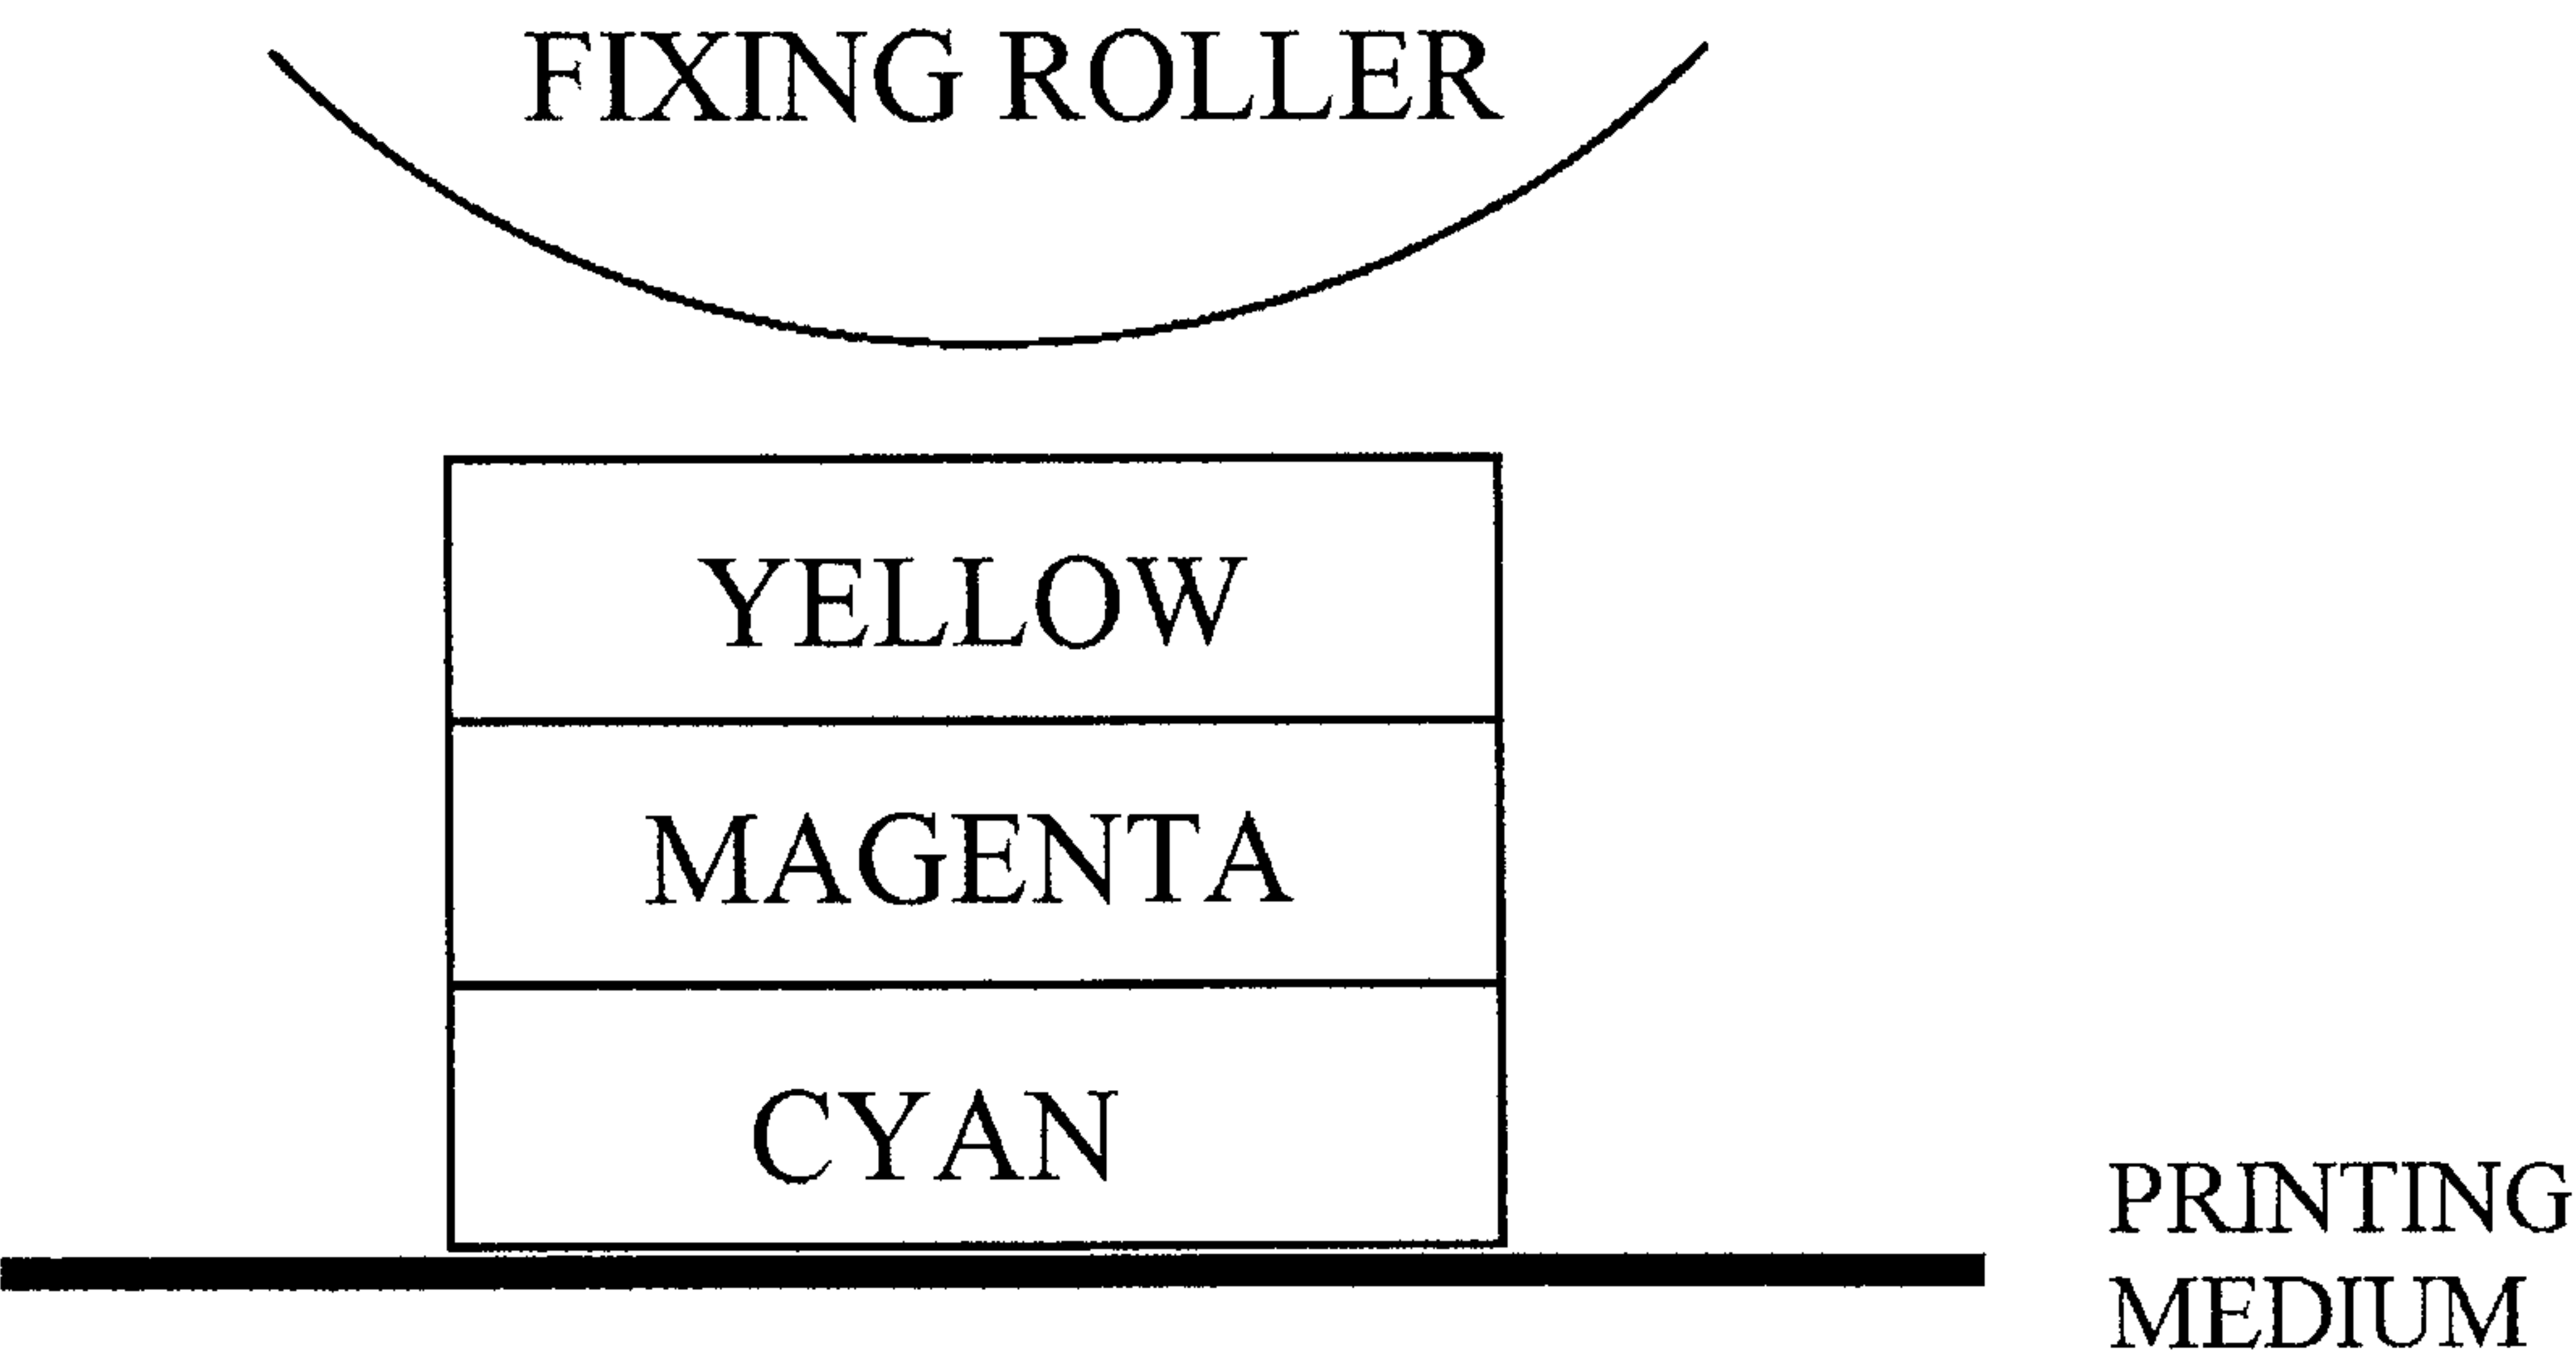 FIXING ROLLER
YELLOW
MAGENTA
CYAN
PRINTING
MEDIUM